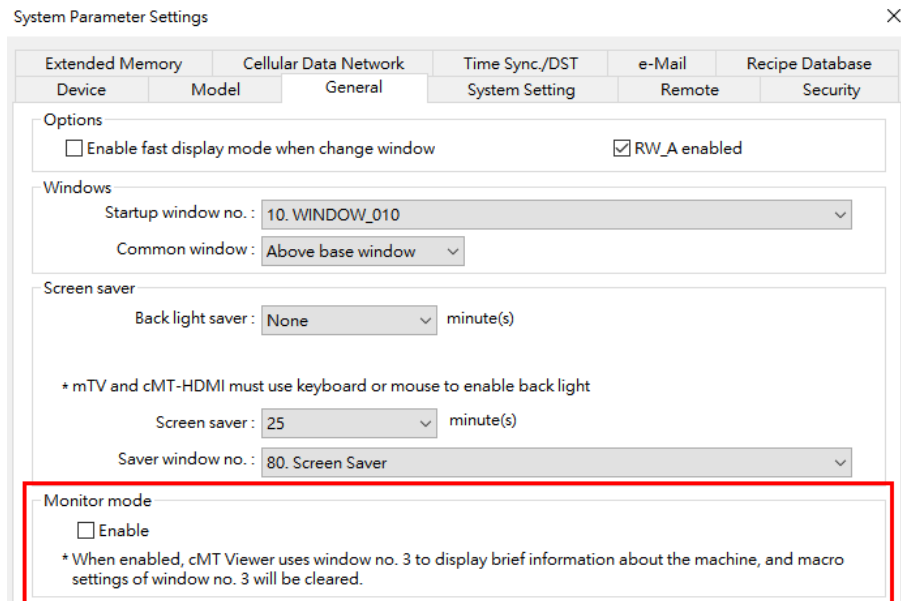 System Parameter Settings
Extended Memory Cellular Data Network Time Sync./DST e-Mail Recipe Database
Device Model General System Setting Remote Security
Options
Enable fast display mode when change window RW_A enabled
Windows
Startup window no. : 10. WINDOW_010
Common window : Above base window
Screen saver
Back light saver : None minute(s)
* mTV and cMT-HDMI must use keyboard or mouse to enable back light
Screen saver : 25 minute(s)
Saver window no. : 80. Screen Saver
Monitor mode
Enable
* When enabled, cMT Viewer uses window no. 3 to display brief information about the machine, and macro
settings of window no. 3 will be cleared.